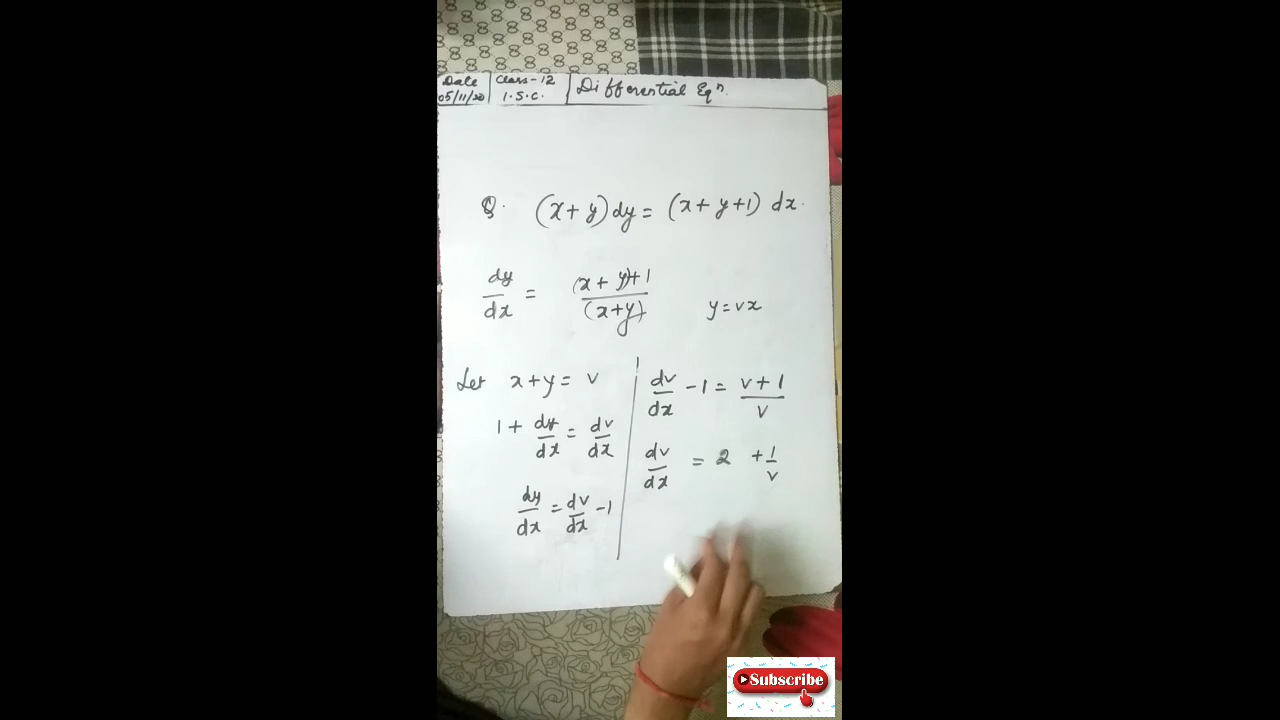 Date
05/11/20
Class-12
I.S.C.
Differential Eqⁿ.
Q. (x+y)dy = (x+y+1) dx.
dy/dx = (x+y)+1/(x+y)
y=vx
Let x+y= v
1+ dy/dx = dv/dx
dy/dx = dv/dx -1
dv/dx -1 = v+1/v
dv/dx = 2 + 1/v
Subscribe